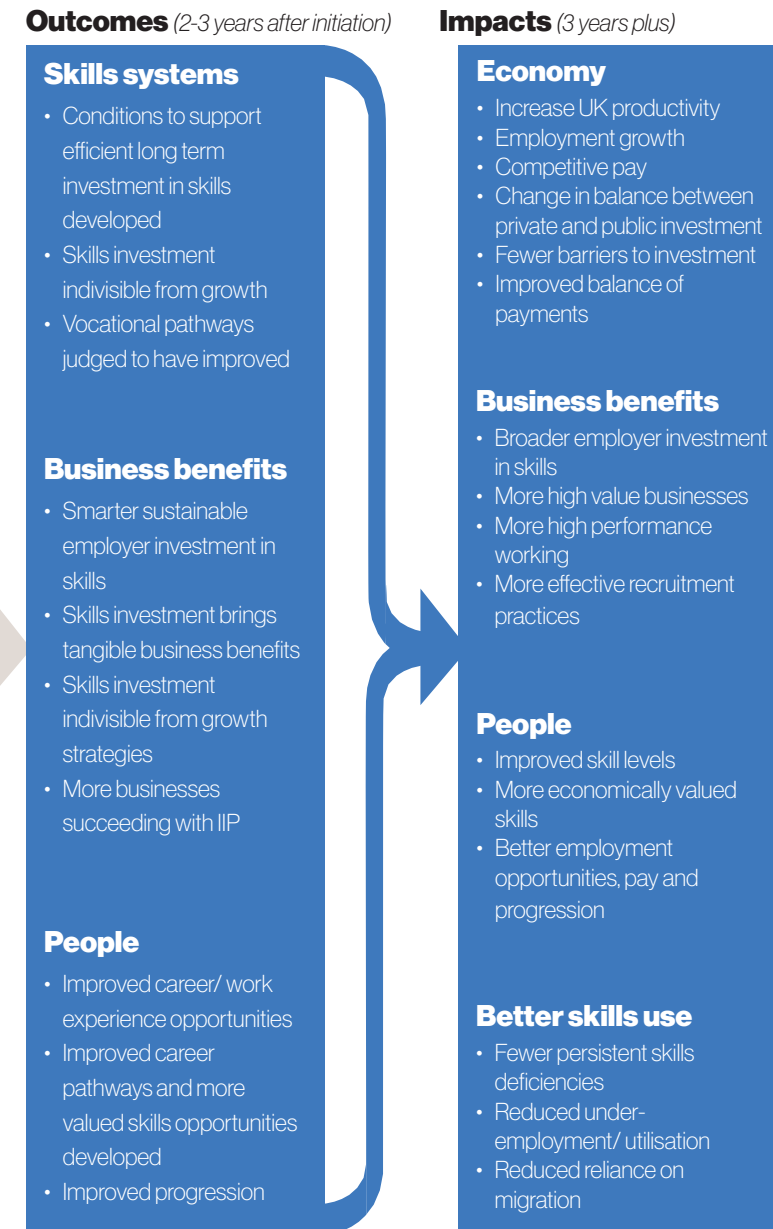 Outcomes (2-3 years after initiation)
Skills systems
• Conditions to support
efficient long term
investment in skills
developed
• Skills investment
indivisible from growth
• Vocational pathways
judged to have improved
Business benefits
• Smarter sustainable
employer investment in
skills
• Skills investment brings
tangible business benefits
• Skills investment
indivisible from growth
strategies
• More businesses
succeeding with IIP
People
• Improved career/ work
experience opportunities
• Improved career
pathways and more
valued skills opportunities
developed
• Improved progression
Impacts (3 years plus)
Economy
• Increase UK productivity
• Employment growth
• Competitive pay
• Change in balance between
private and public investment
• Fewer barriers to investment
• Improved balance of
payments
Business benefits
• Broader employer investment
in skills
• More high value businesses
• More high performance
working
• More effective recruitment
practices
People
• Improved skill levels
• More economically valued
skills
• Better employment
opportunities, pay and
progression
Better skills use
• Fewer persistent skills
deficiencies
• Reduced under-
employment/ utilisation
• Reduced reliance on
migration